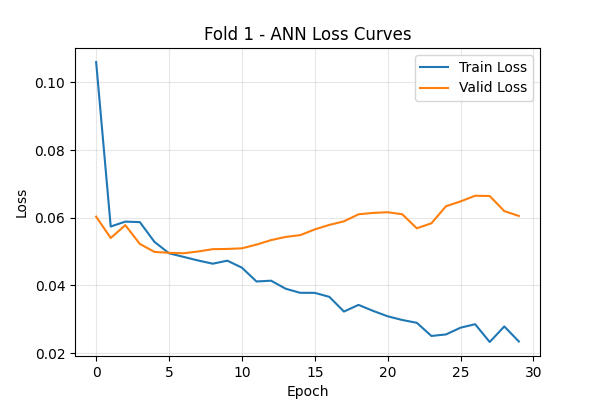 Fold 1 - ANN Loss Curves
Train Loss
Valid Loss
0.10
0.08
0.06
0.04
0.02
Loss
0 5 10 15 20 25 30
Epoch